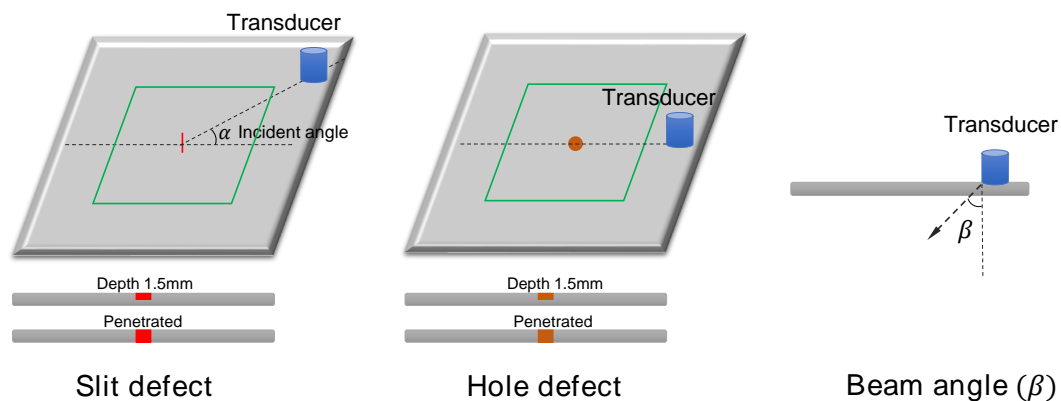 Transducer
α Incident angle
Depth 1.5mm
Penetrated
Slit defect
Transducer
Depth 1.5mm
Penetrated
Hole defect
Transducer
β
Beam angle (β)